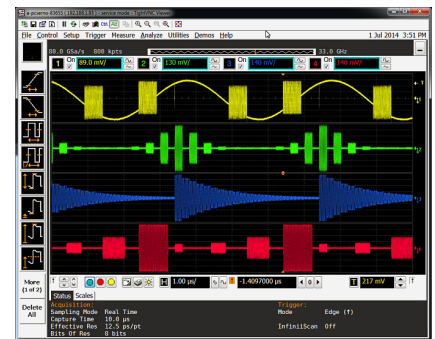 File Control Setup Trigger Measure Analyze Utilities Demos Help
1 Jul 2014 3:51 PM
80.0 GSa/s 800 kpts
33.0 GHz
1 On 89.0 mV/
2 On 130 mV/
3 On 140 mV/
4 On 140 mV/
More
(1 of 2)
Delete
All
H 1.00 µs/
-1.4097000 µs
T 217 mV
Status Scales
Acquisition:
Sampling Mode Real Time
Capture Time 10.0 µs
Effective Res 12.5 ps/pt
Bits Of Res 8 bits
Trigger:
Mode Edge (f)
InfiniiScan Off